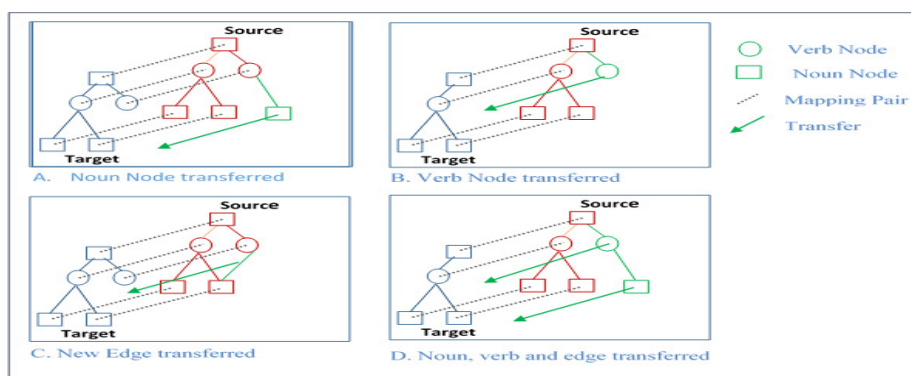 Source
Target
A. Noun Node transferred
Source
Target
B. Verb Node transferred
Verb Node
Noun Node
Mapping Pair
Transfer
Source
Target
C. New Edge transferred
Source
Target
D. Noun, verb and edge transferred